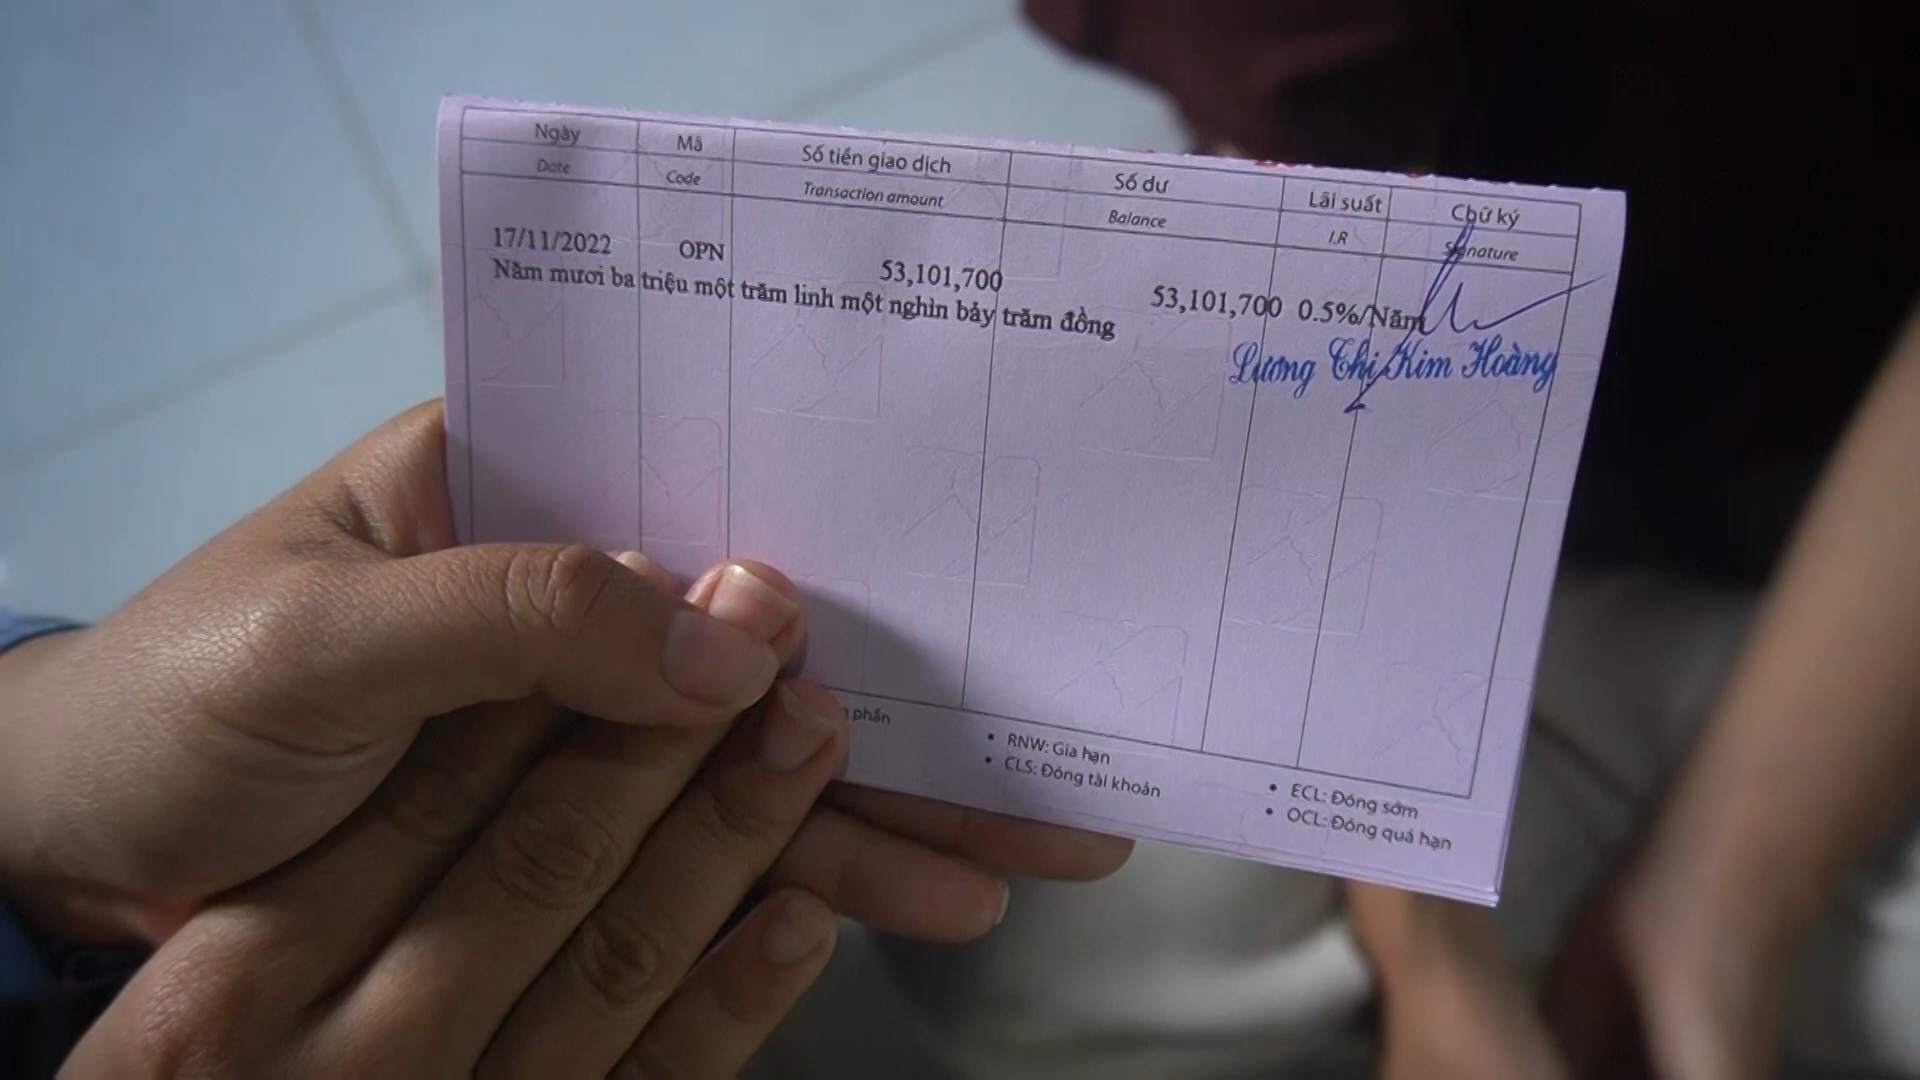 Ngày Mã Số tiền giao dịch Số dư Lãi suất Chữ ký
Date Code Transaction amount Balance I.R Signature
17/11/2022 OPN 53,101,700 53,101,700 0.5%/Năm
Năm mươi ba triệu một trăm linh một nghìn bảy trăm đồng
Lương Thị Kim Hoàng
phần
• RNW: Gia hạn
• CLS: Đóng tài khoản
• ECL: Đóng sớm
• OCL: Đóng quá hạn